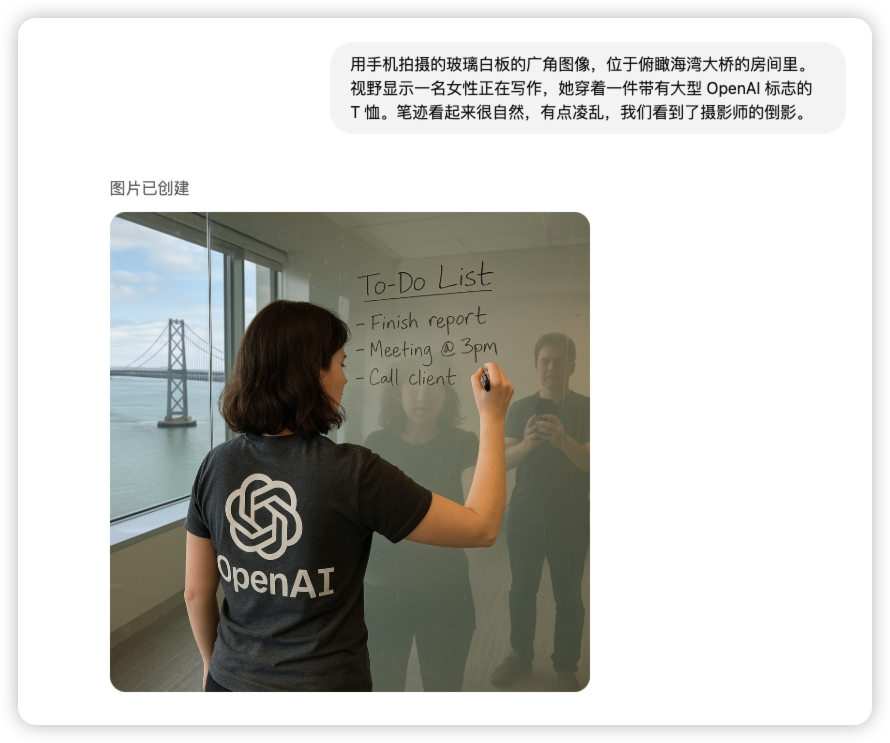 用手机拍摄的玻璃白板的广角图像，位于俯瞰海湾大桥的房间里。
视野显示一名女性正在写作，她穿着一件带有大型 OpenAI 标志的
T 恤。笔迹看起来很自然，有点凌乱，我们看到了摄影师的倒影。
图片已创建
To-Do List
- Finish report
- Meeting @ 3pm
- Call client
OpenAI